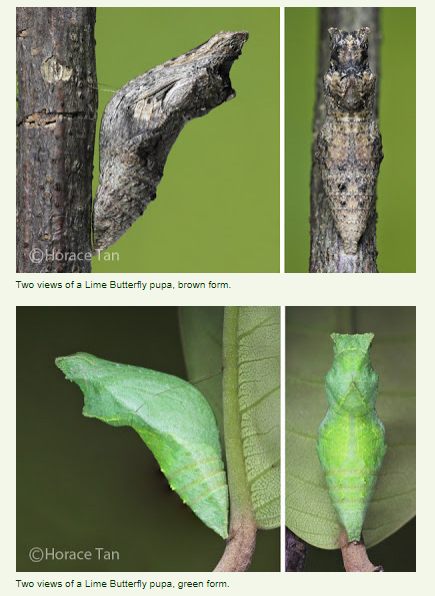 ©Horace Tan
Two views of a Lime Butterfly pupa, brown form.
©Horace Tan
Two views of a Lime Butterfly pupa, green form.